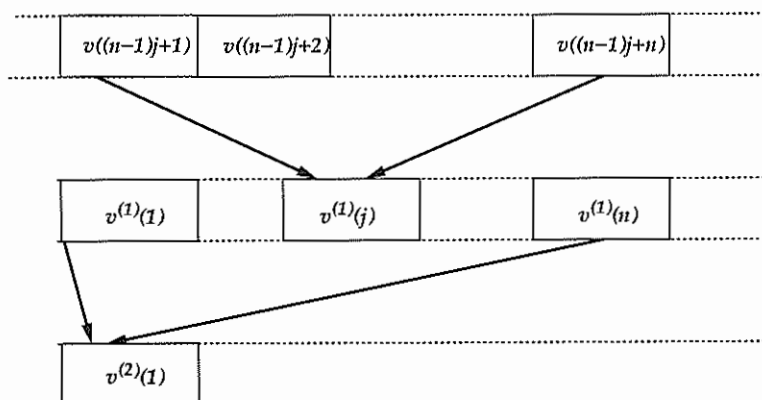 v((n−1)j+1) v((n−1)j+2) v((n−1)j+n)
v⁽¹⁾(1) v⁽¹⁾(j) v⁽¹⁾(n)
v⁽²⁾(1)